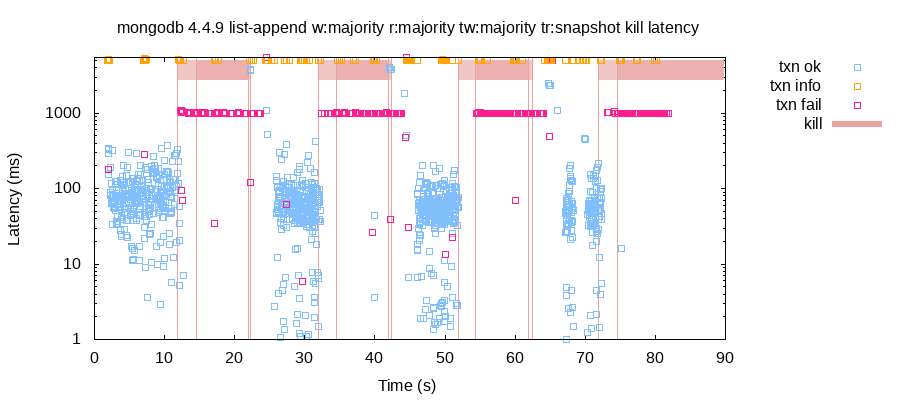 mongodb 4.4.9 list-append w:majority r:majority tw:majority tr:snapshot kill latency
txn ok
txn info
txn fail
kill
Latency (ms)
1000
100
10
1
0 10 20 30 40 50 60 70 80 90
Time (s)